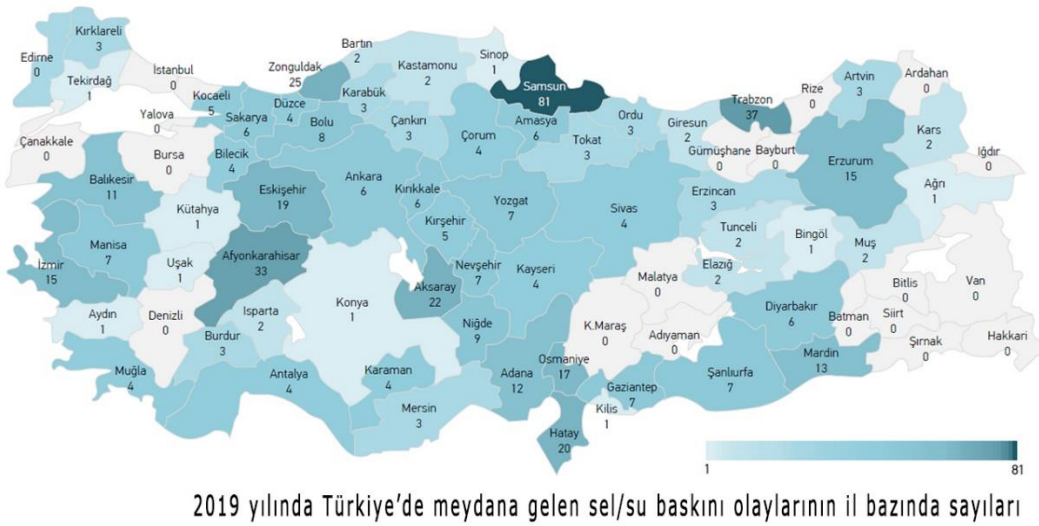 Kırklareli
3
Edirne
0
Tekirdağ
1
İstanbul
0
Kocaeli
5
Yalova
0
Sakarya
6
Düzce
4
Bolu
8
Zonguldak
25
Bartın
2
Karabük
3
Kastamonu
2
Sinop
1
Samsun
81
Çankırı
3
Çorum
4
Amasya
6
Tokat
3
Ordu
3
Giresun
2
Trabzon
37
Rize
0
Artvin
3
Ardahan
0
Gümüşhane
0
Bayburt
0
Erzurum
15
Kars
2
Iğdır
0
Ağrı
1
Çanakkale
0
Balıkesir
11
Bursa
0
Bilecik
4
Eskişehir
19
Ankara
6
Kırıkkale
6
Kırşehir
5
Yozgat
7
Sivas
4
Erzincan
3
Tunceli
2
Bingöl
1
Muş
2
Kütahya
1
Manisa
7
İzmir
15
Uşak
1
Afyonkarahisar
33
Aksaray
22
Nevşehir
7
Kayseri
4
Malatya
0
Elazığ
2
Diyarbakır
6
Batman
0
Bitlis
0
Siirt
0
Van
0
Şırnak
0
Hakkari
0
Aydın
1
Denizli
0
Isparta
2
Burdur
3
Konya
1
Niğde
9
K.Maraş
0
Adıyaman
0
Mardin
13
Muğla
4
Antalya
4
Karaman
4
Mersin
3
Adana
12
Osmaniye
17
Gaziantep
7
Kilis
1
Şanlıurfa
7
Hatay
20
1
81
2019 yılında Türkiye'de meydana gelen sel/su baskını olaylarının il bazında sayıları